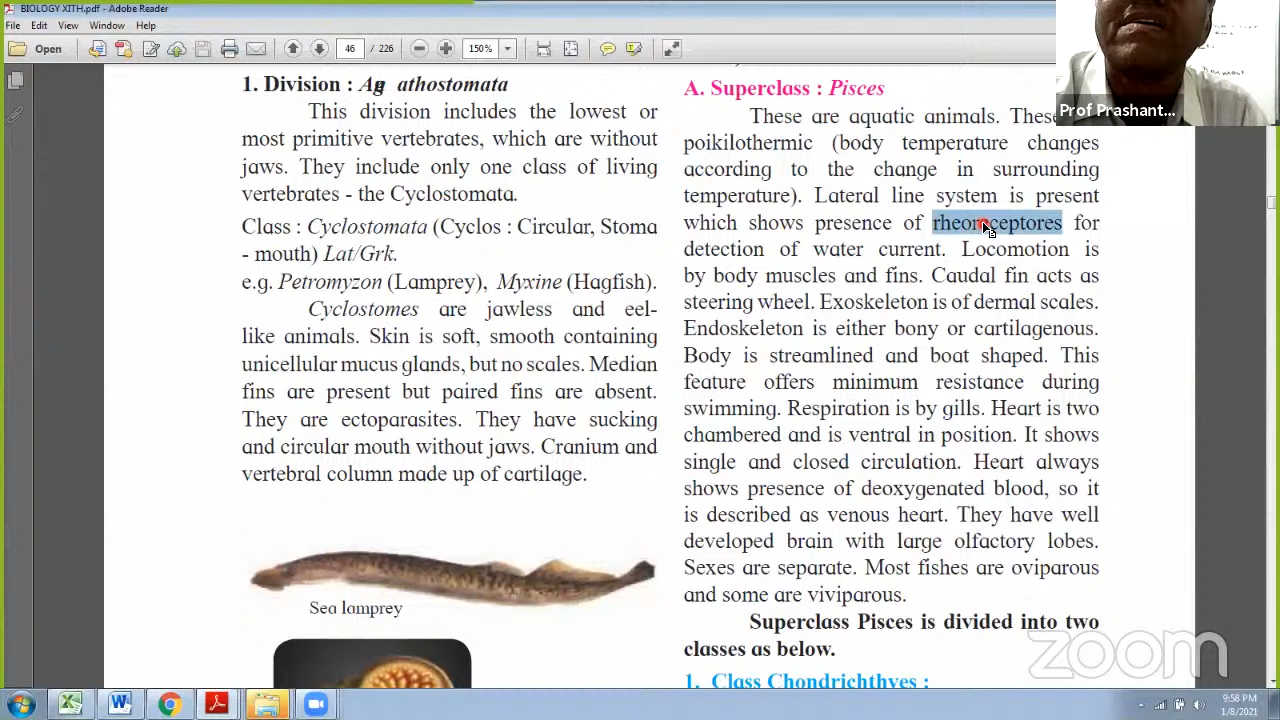 BIOLOGY XITH.pdf - Adobe Reader
File Edit View Window Help
Open 46 / 226 150%
1. Division : athostomata
This division includes the lowest or
most primitive vertebrates, which are without
jaws. They include only one class of living
vertebrates - the Cyclostomata.
Class : Cyclostomata (Cyclos : Circular, Stoma
- mouth) Lat/Grk.
e.g. Petromyzon (Lamprey), Myxine (Hagfish).
Cyclostomes are jawless and eel-
like animals. Skin is soft, smooth containing
unicellular mucus glands, but no scales. Median
fins are present but paired fins are absent.
They are ectoparasites. They have sucking
and circular mouth without jaws. Cranium and
vertebral column made up of cartilage.
Sea lamprey
A. Superclass : Pisces
These are aquatic animals. These
poikilothermic (body temperature changes
according to the change in surrounding
temperature). Lateral line system is present
which shows presence of rheoreceptores for
detection of water current. Locomotion is
by body muscles and fins. Caudal fin acts as
steering wheel. Exoskeleton is of dermal scales.
Endoskeleton is either bony or cartilagenous.
Body is streamlined and boat shaped. This
feature offers minimum resistance during
swimming. Respiration is by gills. Heart is two
chambered and is ventral in position. It shows
single and closed circulation. Heart always
shows presence of deoxygenated blood, so it
is described as venous heart. They have well
developed brain with large olfactory lobes.
Sexes are separate. Most fishes are oviparous
and some are viviparous.
Superclass Pisces is divided into two
classes as below.
1. Class Chondrichthyes :
Prof Prashant...
zoom
9:58 PM
1/8/2021